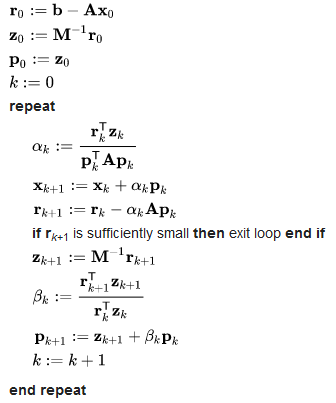 r₀ := b − Ax₀
z₀ := M⁻¹r₀
p₀ := z₀
k := 0
repeat
αₖ := rₖᵀzₖ / pₖᵀApₖ
xₖ₊₁ := xₖ + αₖpₖ
rₖ₊₁ := rₖ − αₖApₖ
if rₖ₊₁ is sufficiently small then exit loop end if
zₖ₊₁ := M⁻¹rₖ₊₁
βₖ := rₖ₊₁ᵀzₖ₊₁ / rₖᵀzₖ
pₖ₊₁ := zₖ₊₁ + βₖpₖ
k := k + 1
end repeat